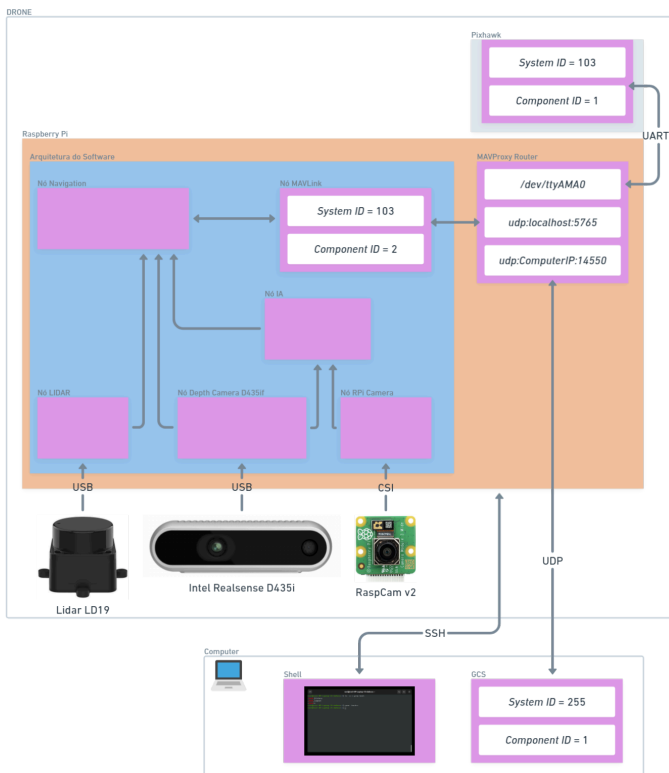 DRONE
Pixhawk
System ID = 103
Component ID = 1
UART
Raspberry Pi
Arquitetura do Software
MAVProxy Router
Nó Navigation
Nó MAVLink
/dev/ttyAMA0
System ID = 103
udp:localhost:5765
Component ID = 2
udp:ComputerIP:14550
Nó IA
Nó LIDAR
Nó Depth Camera D435if
Nó RPi Camera
USB
USB
CSI
Intel Realsense D435i
RaspCam v2
Lidar LD19
UDP
SSH
Computer
Shell
GCS
System ID = 255
Component ID = 1